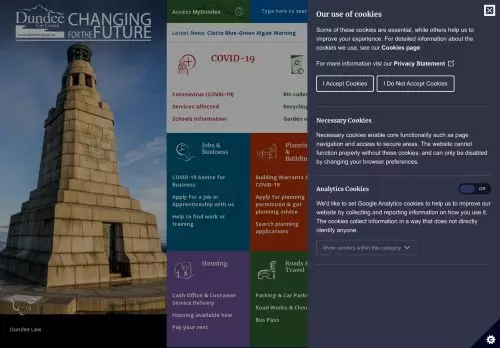 Dundee
City Council
www.dundeecity.gov.uk
CHANGING
FOR THE
FUTURE
Dundee Law
Access MyDundee
Type here to sear
Latest News: Clatte Blue-Green Algae Warning
COVID-19
Coronavirus (COVID-19)
Services affected
Schools Information
Bin colle
Recycling
Garden w
Jobs &
Business
COVID-19 Advice for
Business
Apply for a Job or
Apprenticeship with us
Help to find work or
training
Planning
&
Building
Building Warrants
COVID-19
Apply for planning
permission & get
planning advice
Search planning
applications
Housing
Cash Office & Customer
Service Delivery
Housing available now
Pay your rent
Roads &
Travel
Parking & Car Parks
Road Works & Closu
Bus Pass
Our use of cookies
Some of these cookies are essential, while others help us to
improve your experience. For detailed information about the
cookies we use, see our Cookies page
For more information visit our Privacy Statement
I Accept Cookies
I Do Not Accept Cookies
Necessary Cookies
Necessary cookies enable core functionality such as page
navigation and access to secure areas. The website cannot
function properly without these cookies, and can only be disabled
by changing your browser preferences.
Analytics Cookies
Off
We'd like to set Google Analytics cookies to help us to improve our
website by collecting and reporting information on how you use it.
The cookies collect information in a way that does not directly
identify anyone.
Show vendors within this category